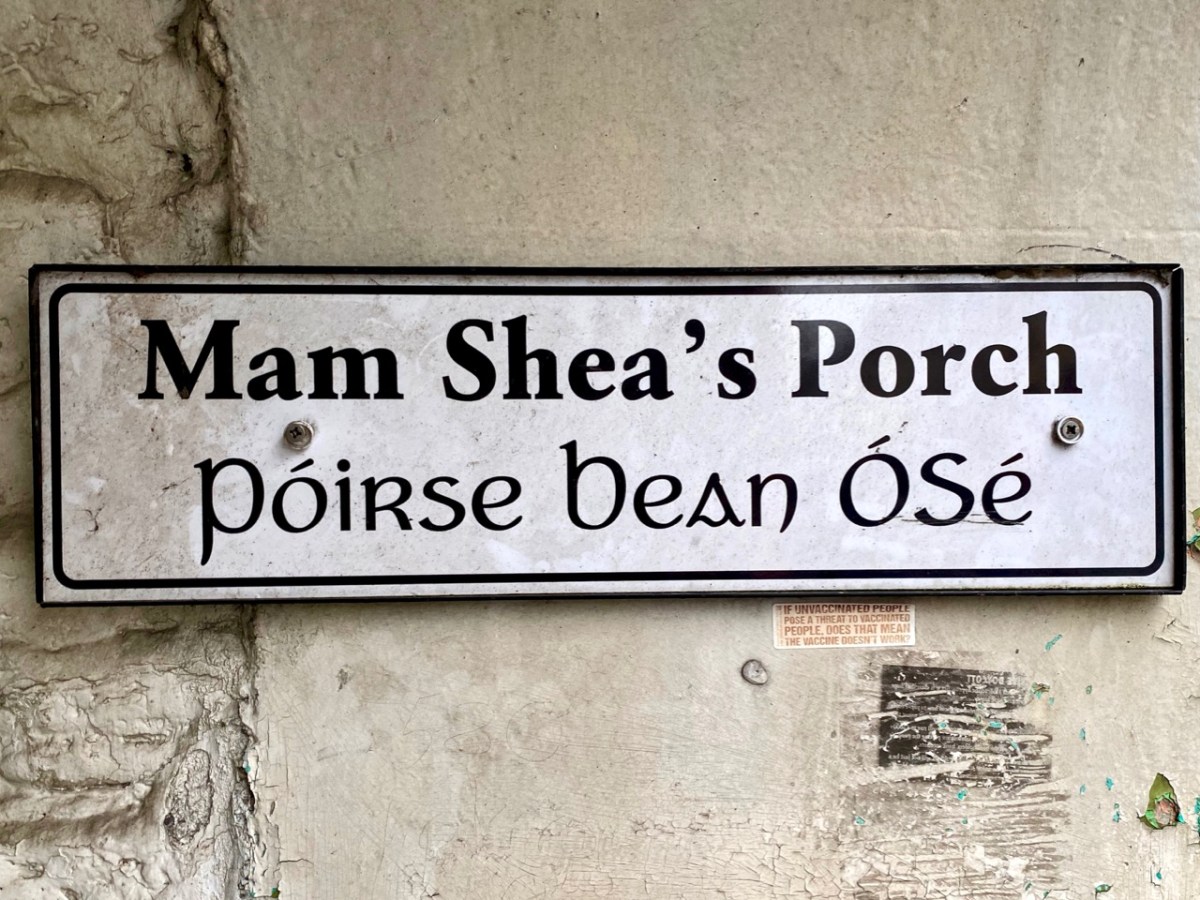 Mam Shea's Porch
póirse bean Ósé
IF UNVACCINATED PEOPLE
POSE A THREAT TO VACCINATED
PEOPLE, DOES THAT MEAN
THE VACCINE DOESN'T WORK?